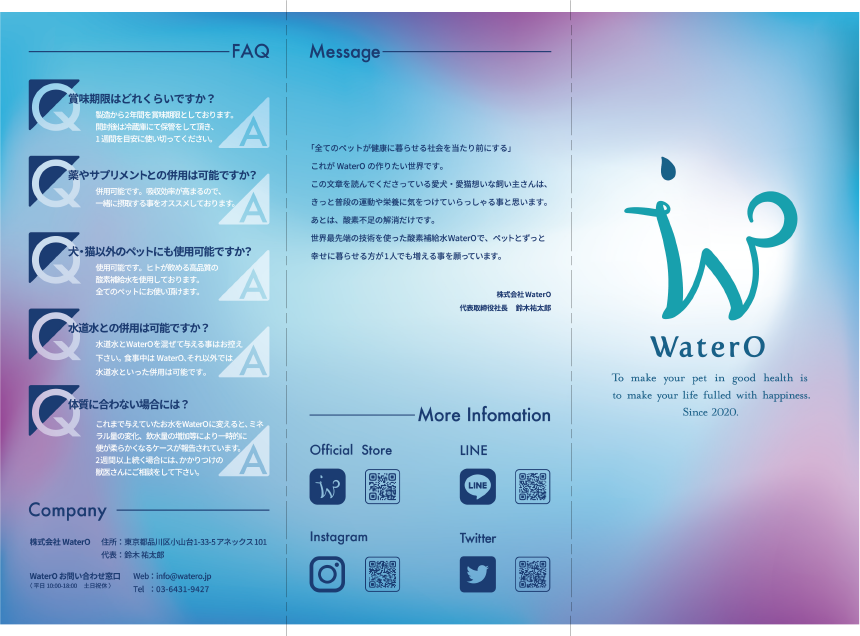 FAQ
Q
賞味期限はどれくらいですか？
製造から2年間を賞味期限としております。
開封後は冷蔵庫にて保管をして頂き、
1週間を目安に使い切ってください。
A
Q
薬やサプリメントとの併用は可能ですか？
併用可能です。吸収効率が高まるので、
一緒に摂取する事をオススメしております。
A
Q
犬・猫以外のペットにも使用可能ですか？
使用可能です。ヒトが飲める高品質の
酸素補給水を使用しております。
全てのペットにお使い頂けます。
A
Q
水道水との併用は可能ですか？
水道水とWaterOを混ぜて与える事はお控え
下さい。食事中は WaterO、それ以外では
水道水といった併用は可能です。
A
Q
体質に合わない場合には？
これまで与えていたお水をWaterOに変えると、ミネ
ラル量の変化、飲水量の増加等により一時的に
便が柔らかくなるケースが報告されています。
2週間以上続く場合には、かかりつけの
獣医さんにご相談をして下さい。
A
Company
株式会社 WaterO 住所：東京都品川区小山台1-33-5 アネックス101
代表：鈴木 祐太郎
WaterO お問い合わせ窓口 Web：info@watero.jp
（平日 10:00-18:00 土日祝休） Tel ：03-6431-9427
Message
「全てのペットが健康に暮らせる社会を当たり前にする」
これが WaterO の作りたい世界です。
この文章を読んでくださっている愛犬・愛猫想いな飼い主さんは、
きっと普段の運動や栄養に気をつけていらっしゃる事と思います。
あとは、酸素不足の解消だけです。
世界最先端の技術を使った酸素補給水WaterOで、ペットとずっと
幸せに暮らせる方が1人でも増える事を願っています。
株式会社 WaterO
代表取締役社長 鈴木祐太郎
More Infomation
Official Store
LINE
LINE
Instagram
Twitter
WaterO
To make your pet in good health is
to make your life fulled with happiness.
Since 2020.